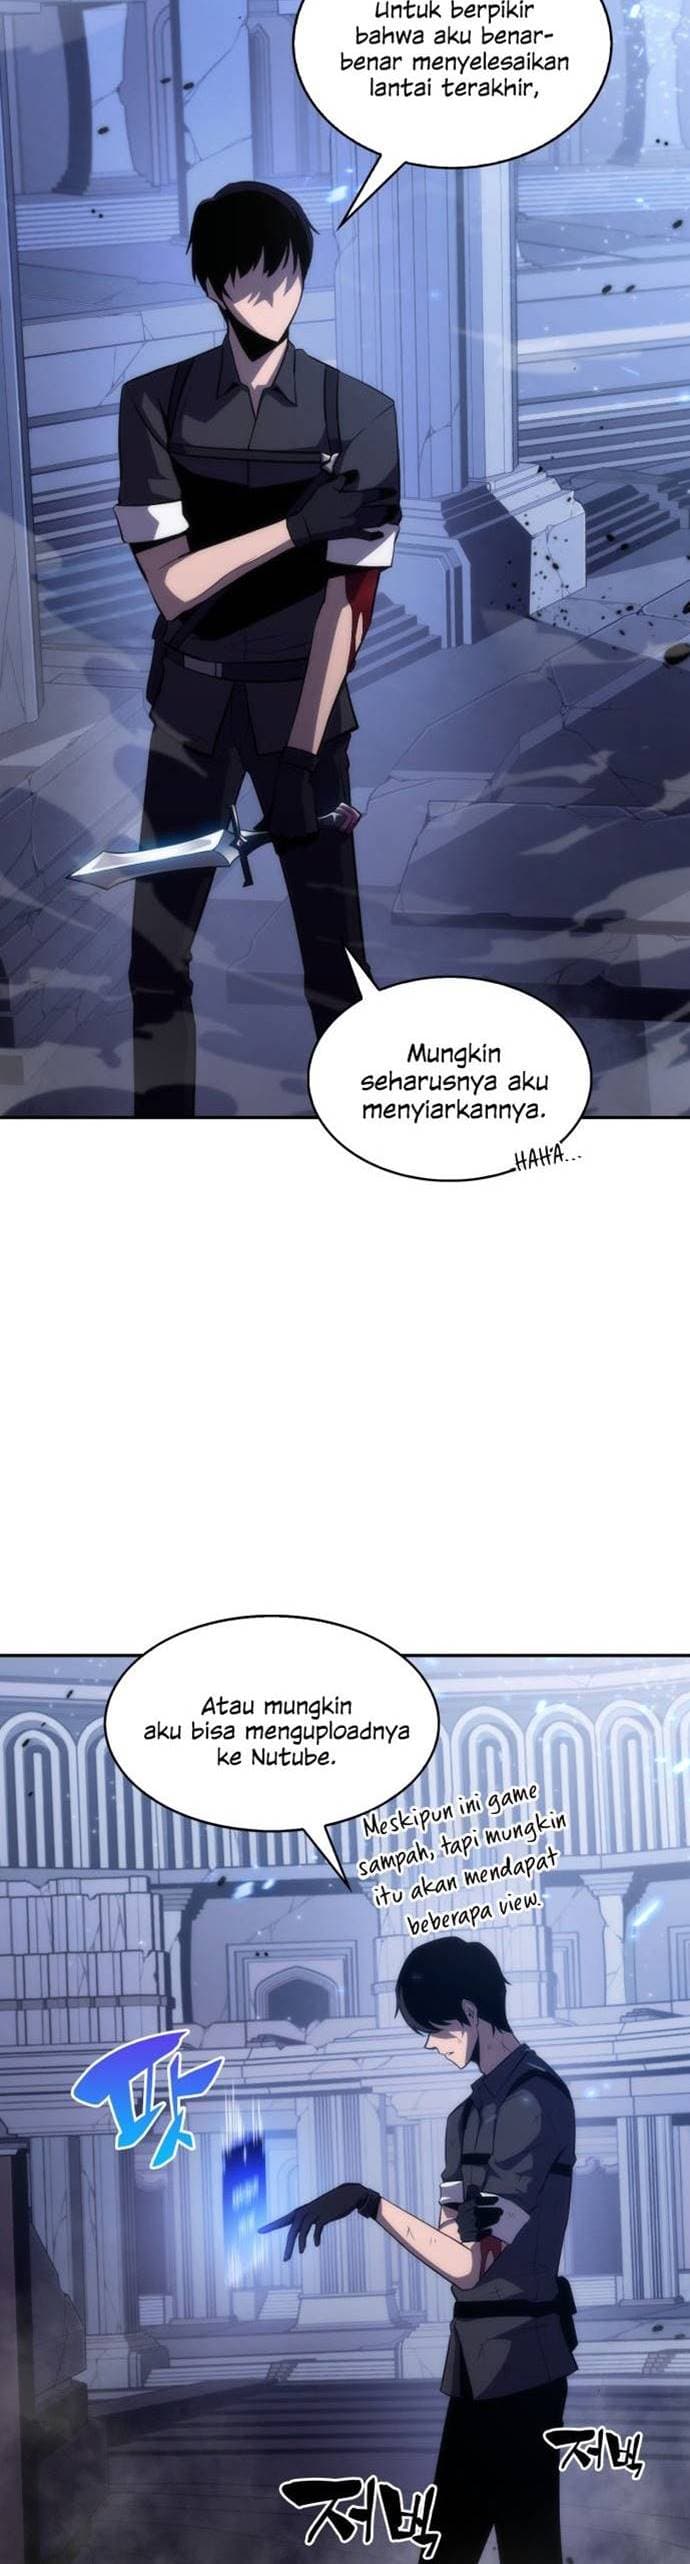 Untuk berpikir
bahwa aku benar-
benar menyelesaikan
lantai terakhir,
Mungkin
seharusnya aku
menyiarkannya.
HAHA...
Atau mungkin
aku bisa menguploadnya
ke Nutube.
Meskipun ini game
sampah, tapi mungkin
itu akan mendapat
beberapa view.
팟
저벅
저벅